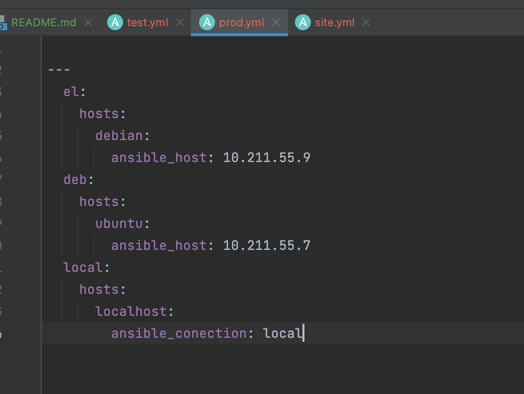 README.md test.yml prod.yml site.yml
---
el:
hosts:
debian:
ansible_host: 10.211.55.9
deb:
hosts:
ubuntu:
ansible_host: 10.211.55.7
local:
hosts:
localhost:
ansible_conection: local